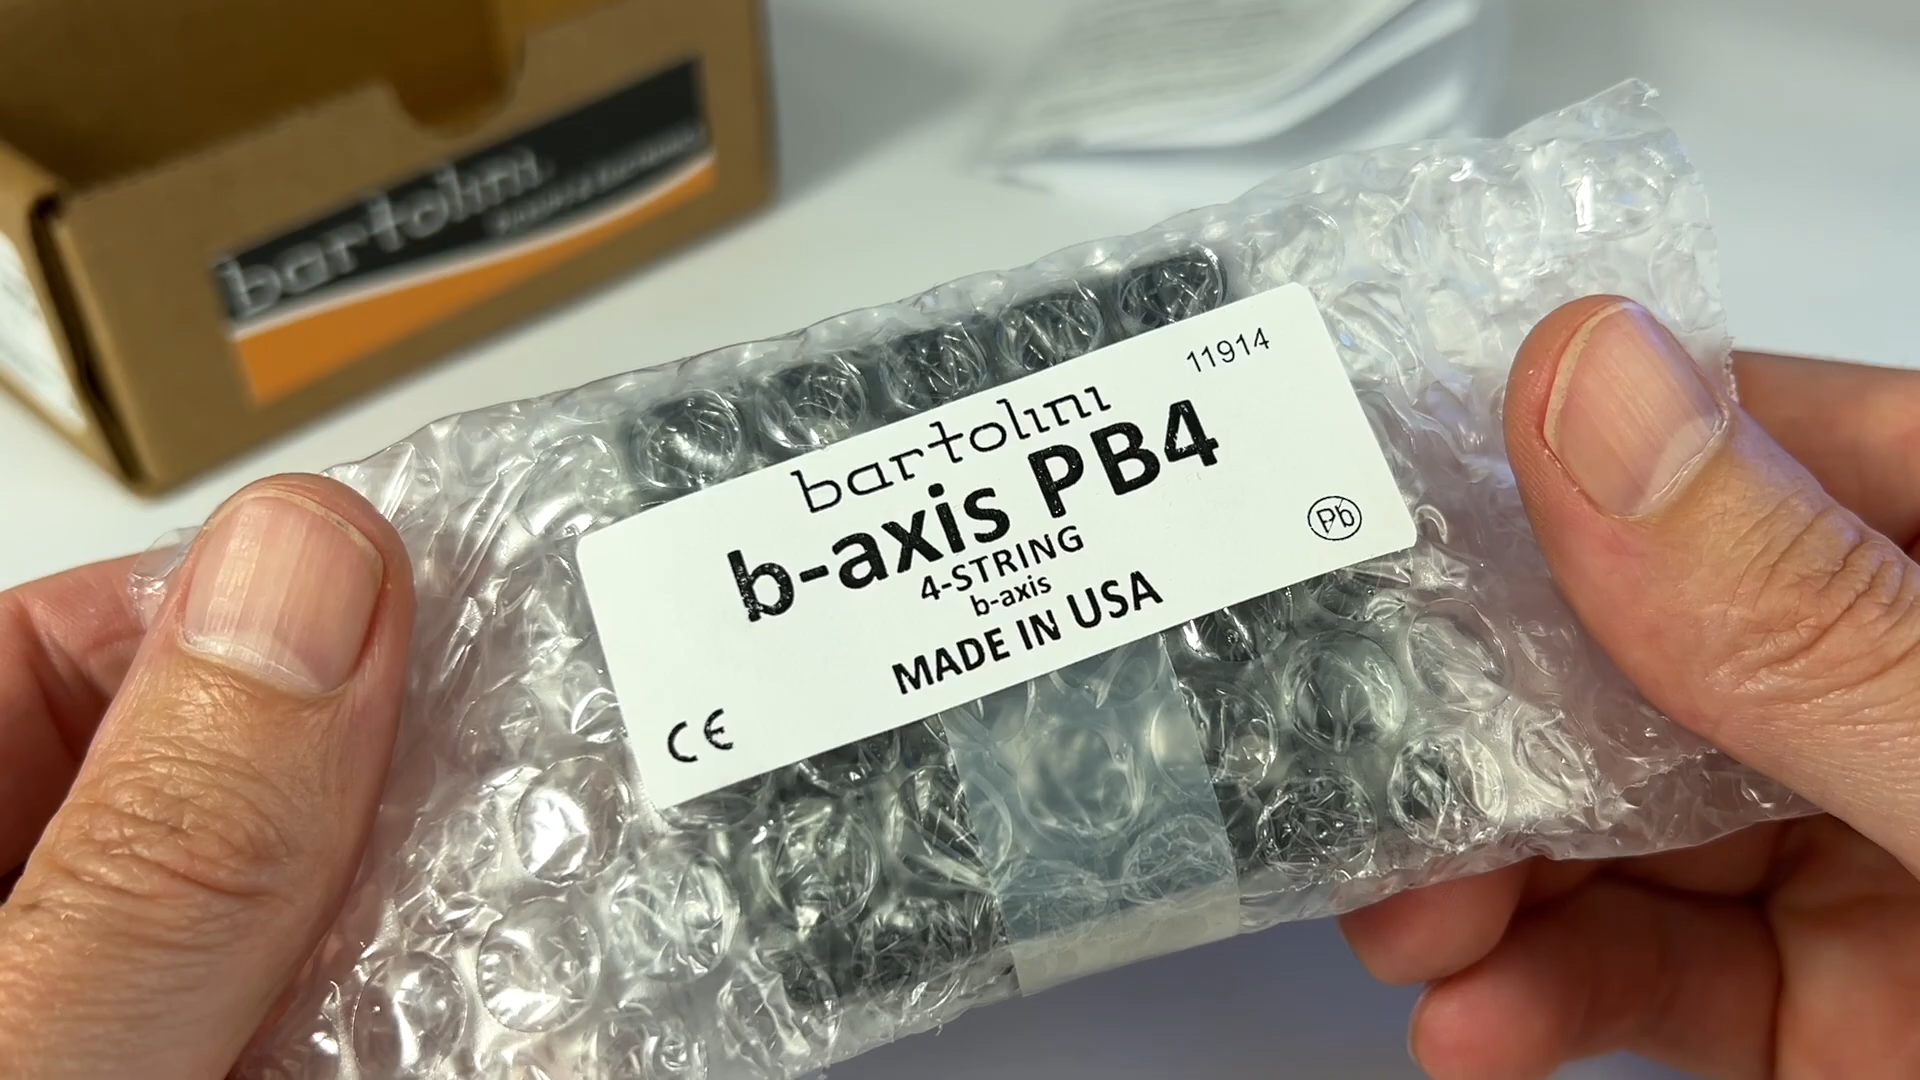 bartolini
11914
bartolini
b-axis PB4
4-STRING
b-axis
MADE IN USA
Pb
CE